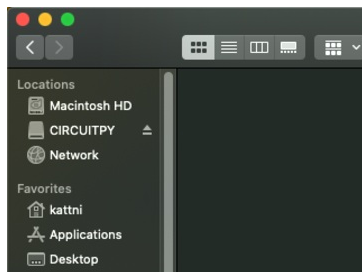 Locations
Macintosh HD
CIRCUITPY
Network
Favorites
kattni
Applications
Desktop